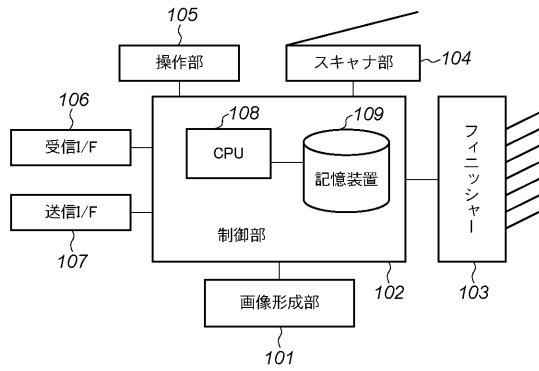 105
操作部
スキャナ部
104
106
受信I/F
108
CPU
109
記憶装置
フィニッシャー
送信I/F
107
制御部
102
103
画像形成部
101